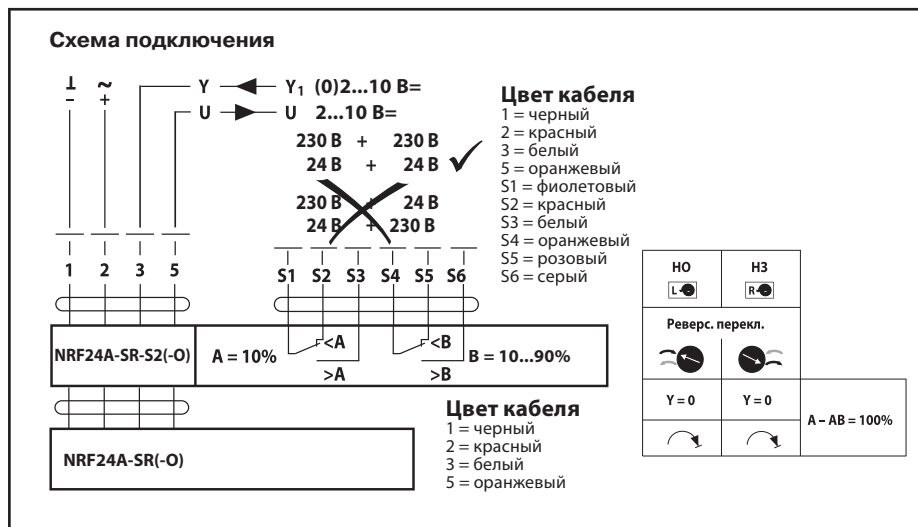 Схема подключения
⊥ ~
– +
Y Y₁ (0)2...10 В=
U U 2...10 В=
230 В + 230 В
24 В + 24 В
230 В + 24 В
24 В + 230 В
1 2 3 5 S1 S2 S3 S4 S5 S6
Цвет кабеля
1 = черный
2 = красный
3 = белый
5 = оранжевый
S1 = фиолетовый
S2 = красный
S3 = белый
S4 = оранжевый
S5 = розовый
S6 = серый
NRF24A-SR-S2(-O)
A = 10%
<A
>A
<B
>B
B = 10...90%
NRF24A-SR(-O)
Цвет кабеля
1 = черный
2 = красный
3 = белый
5 = оранжевый
НО НЗ
L R
Реверс. перекл.
Y = 0 Y = 0
A – AB = 100%